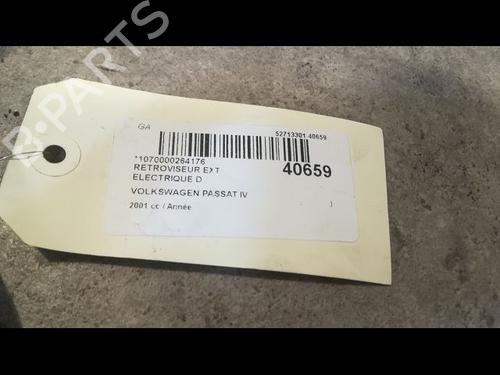 B-PARTS
GA
52713301 40659
*1070000264176
40659
RETROVISEUR EXT
ELECTRIQUE D
VOLKSWAGEN PASSAT IV
2001 cc / Année )